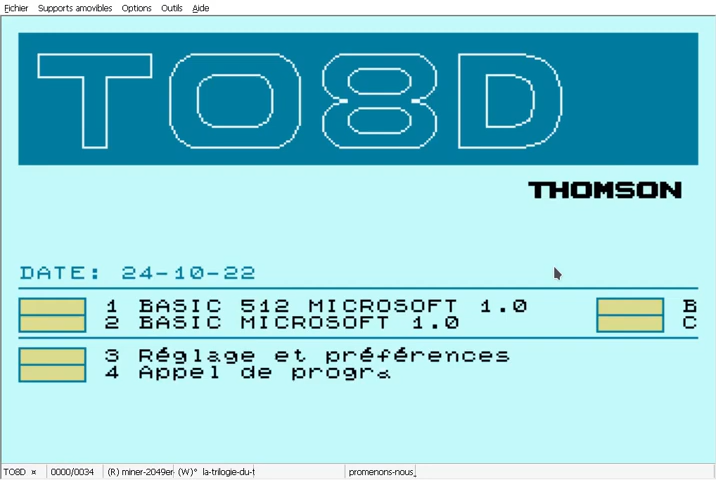 Fichier Supports amovibles Options Outils Aide
TO8D
THOMSON
DATE: 24-10-22
1 BASIC 512 MICROSOFT 1.0 B
2 BASIC MICROSOFT 1.0 C
3 Réglage et préférences
4 Appel de progra
TO8D 0000/0034 (R) miner-2049er (W)° la-trilogie-du-t promenons-nous_